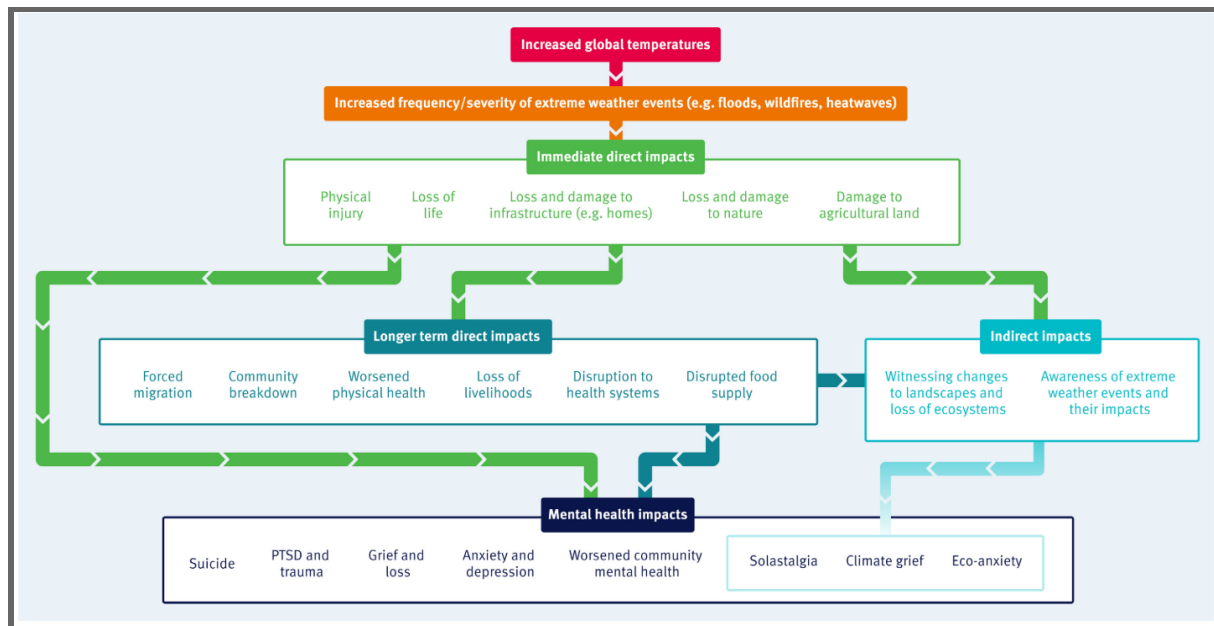 Increased global temperatures
Increased frequency/severity of extreme weather events (e.g. floods, wildfires, heatwaves)
Immediate direct impacts
Physical
injury
Loss of
life
Loss and damage to
infrastructure (e.g. homes)
Loss and damage
to nature
Damage to
agricultural land
Longer term direct impacts
Forced
migration
Community
breakdown
Worsened
physical health
Loss of
livelihoods
Disruption to
health systems
Disrupted food
supply
Indirect impacts
Witnessing changes
to landscapes and
loss of ecosystems
Awareness of extreme
weather events and
their impacts
Mental health impacts
Suicide
PTSD and
trauma
Grief and
loss
Anxiety and
depression
Worsened community
mental health
Solastalgia
Climate grief
Eco-anxiety